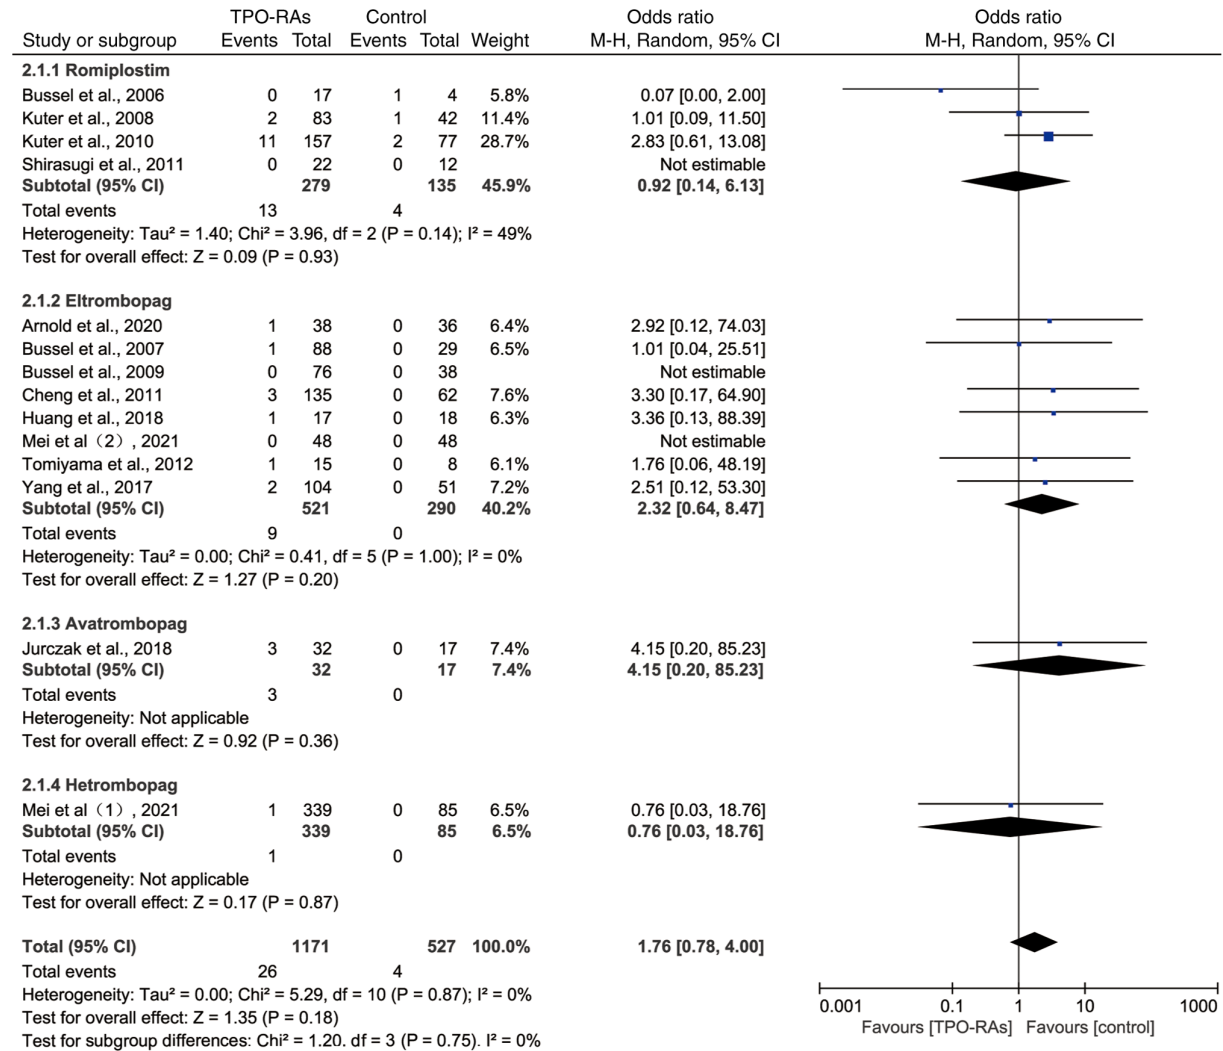 TPO-RAs Control Odds ratio Odds ratio
Study or subgroup Events Total Events Total Weight M-H, Random, 95% CI M-H, Random, 95% CI
2.1.1 Romiplostim
Bussel et al., 2006 0 17 1 4 5.8% 0.07 [0.00, 2.00]
Kuter et al., 2008 2 83 1 42 11.4% 1.01 [0.09, 11.50]
Kuter et al., 2010 11 157 2 77 28.7% 2.83 [0.61, 13.08]
Shirasugi et al., 2011 0 22 0 12 Not estimable
Subtotal (95% CI) 279 135 45.9% 0.92 [0.14, 6.13]
Total events 13 4
Heterogeneity: Tau² = 1.40; Chi² = 3.96, df = 2 (P = 0.14); I² = 49%
Test for overall effect: Z = 0.09 (P = 0.93)
2.1.2 Eltrombopag
Arnold et al., 2020 1 38 0 36 6.4% 2.92 [0.12, 74.03]
Bussel et al., 2007 1 88 0 29 6.5% 1.01 [0.04, 25.51]
Bussel et al., 2009 0 76 0 38 Not estimable
Cheng et al., 2011 3 135 0 62 7.6% 3.30 [0.17, 64.90]
Huang et al., 2018 1 17 0 18 6.3% 3.36 [0.13, 88.39]
Mei et al（2）, 2021 0 48 0 48 Not estimable
Tomiyama et al., 2012 1 15 0 8 6.1% 1.76 [0.06, 48.19]
Yang et al., 2017 2 104 0 51 7.2% 2.51 [0.12, 53.30]
Subtotal (95% CI) 521 290 40.2% 2.32 [0.64, 8.47]
Total events 9 0
Heterogeneity: Tau² = 0.00; Chi² = 0.41, df = 5 (P = 1.00); I² = 0%
Test for overall effect: Z = 1.27 (P = 0.20)
2.1.3 Avatrombopag
Jurczak et al., 2018 3 32 0 17 7.4% 4.15 [0.20, 85.23]
Subtotal (95% CI) 32 17 7.4% 4.15 [0.20, 85.23]
Total events 3 0
Heterogeneity: Not applicable
Test for overall effect: Z = 0.92 (P = 0.36)
2.1.4 Hetrombopag
Mei et al（1）, 2021 1 339 0 85 6.5% 0.76 [0.03, 18.76]
Subtotal (95% CI) 339 85 6.5% 0.76 [0.03, 18.76]
Total events 1 0
Heterogeneity: Not applicable
Test for overall effect: Z = 0.17 (P = 0.87)
Total (95% CI) 1171 527 100.0% 1.76 [0.78, 4.00]
Total events 26 4
Heterogeneity: Tau² = 0.00; Chi² = 5.29, df = 10 (P = 0.87); I² = 0%
Test for overall effect: Z = 1.35 (P = 0.18)
Test for subgroup differences: Chi² = 1.20. df = 3 (P = 0.75). I² = 0%
0.001 0.1 1 10 1000
Favours [TPO-RAs] Favours [control]